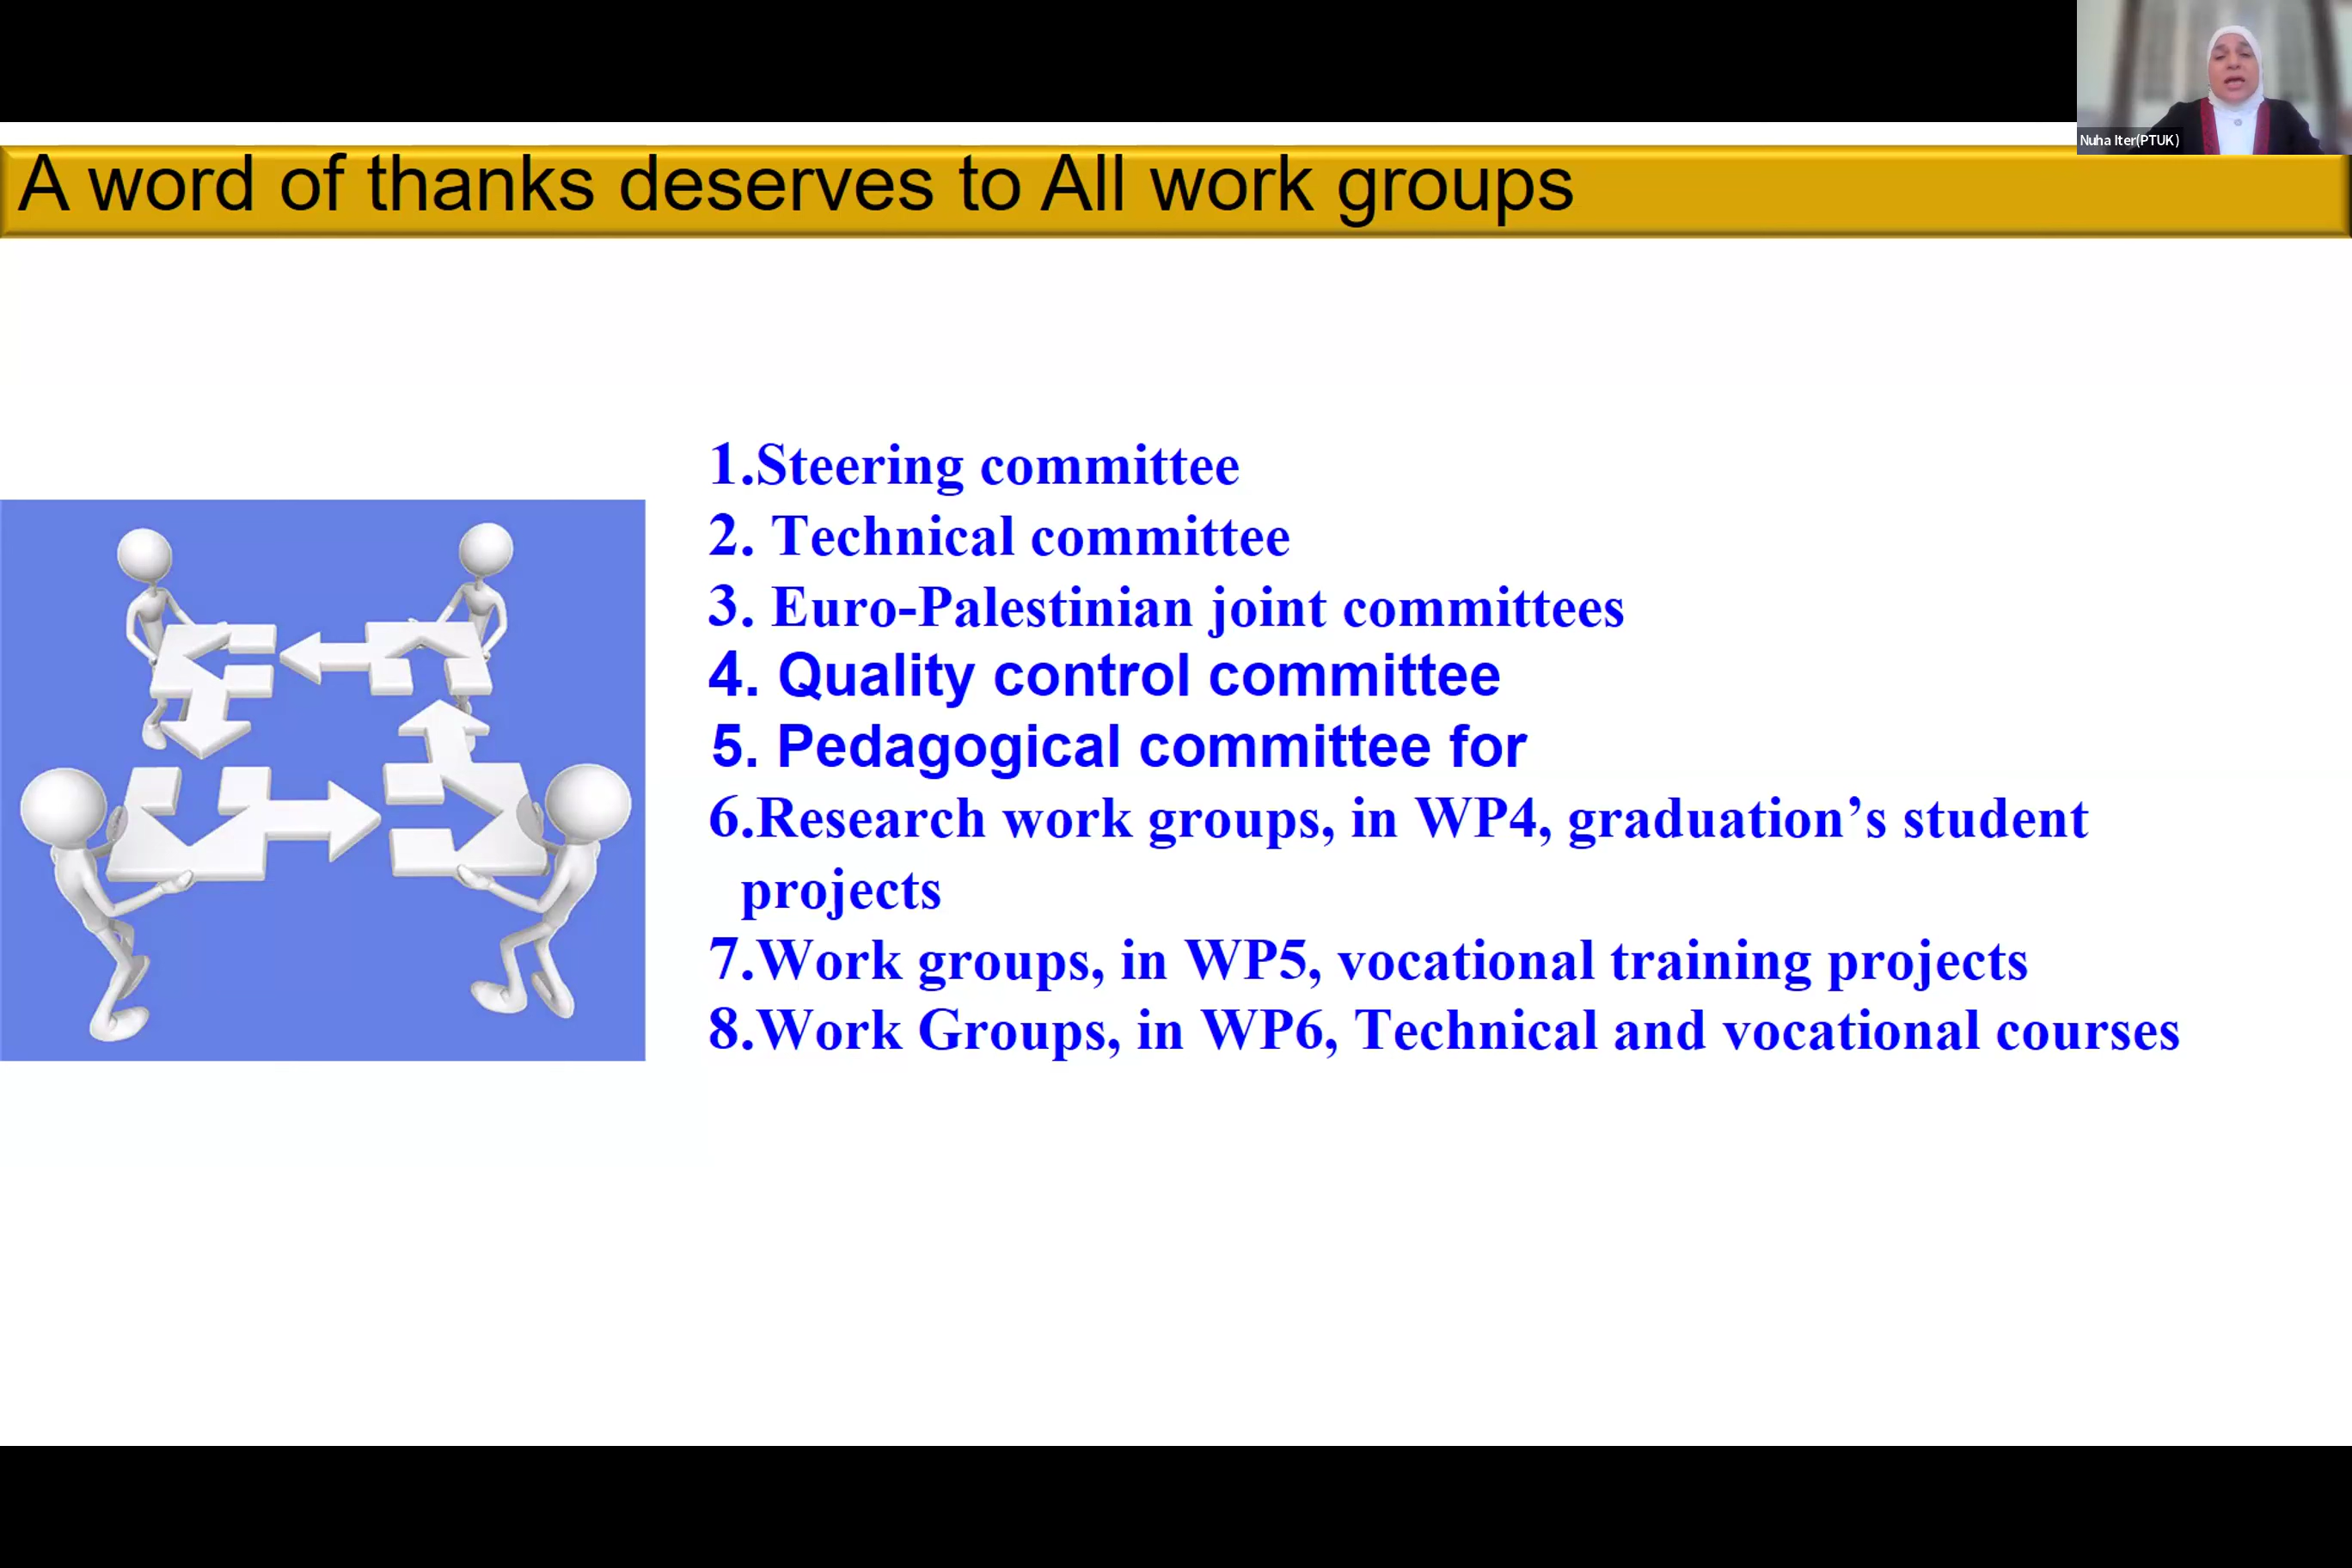 Nuha Iter(PTUK)
A word of thanks deserves to All work groups
1.Steering committee
2. Technical committee
3. Euro-Palestinian joint committees
4. Quality control committee
5. Pedagogical committee for
6.Research work groups, in WP4, graduation’s student
projects
7.Work groups, in WP5, vocational training projects
8.Work Groups, in WP6, Technical and vocational courses